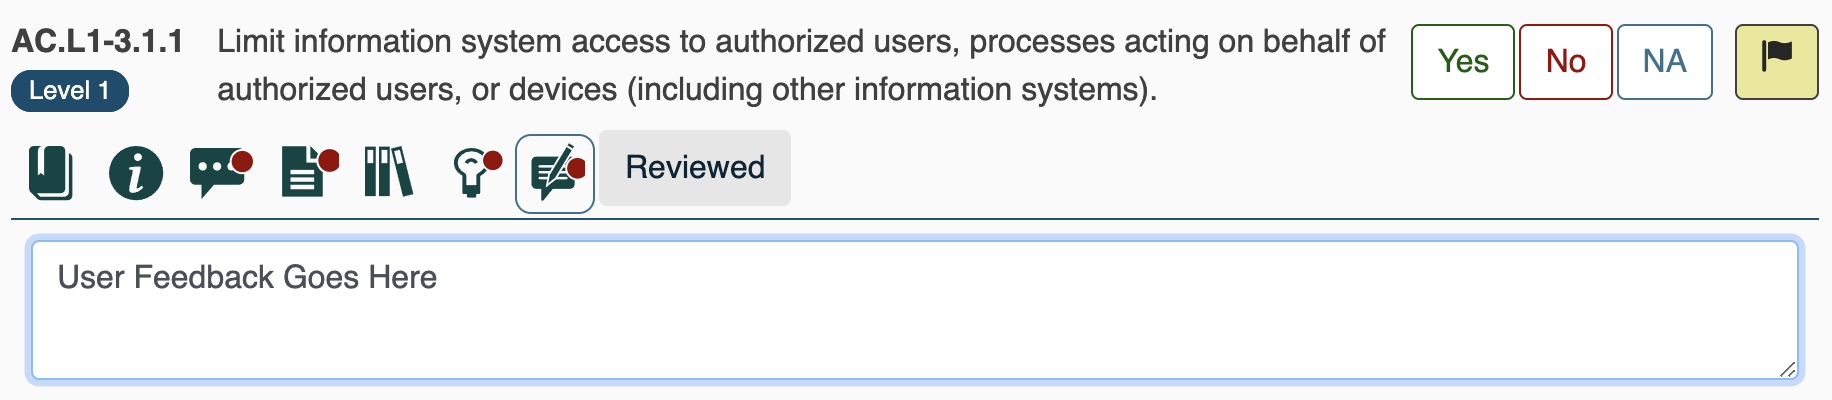 AC.L1-3.1.1 Limit information system access to authorized users, processes acting on behalf of Yes No NA
Level 1 authorized users, or devices (including other information systems).
Reviewed
User Feedback Goes Here